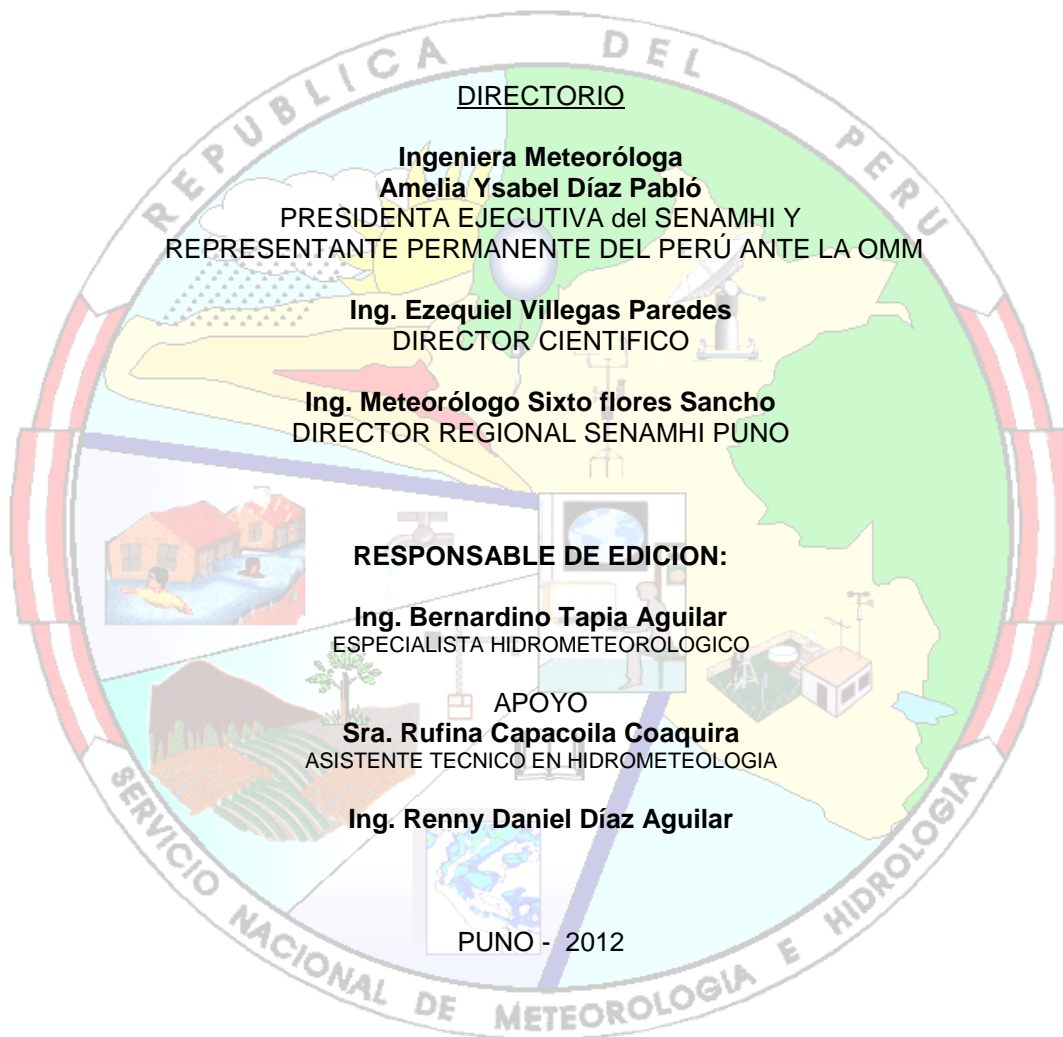 REPUBLICA DEL PERU
DIRECTORIO
Ingeniera Meteoróloga
Amelia Ysabel Díaz Pabló
PRESIDENTA EJECUTIVA del SENAMHI Y
REPRESENTANTE PERMANENTE DEL PERÚ ANTE LA OMM
Ing. Ezequiel Villegas Paredes
DIRECTOR CIENTIFICO
Ing. Meteorólogo Sixto flores Sancho
DIRECTOR REGIONAL SENAMHI PUNO
RESPONSABLE DE EDICION:
Ing. Bernardino Tapia Aguilar
ESPECIALISTA HIDROMETEOROLOGICO
APOYO
Sra. Rufina Capacoila Coaquira
ASISTENTE TECNICO EN HIDROMETEOLOGIA
Ing. Renny Daniel Díaz Aguilar
PUNO - 2012
SERVICIO NACIONAL DE METEOROLOGIA E HIDROLOGIA